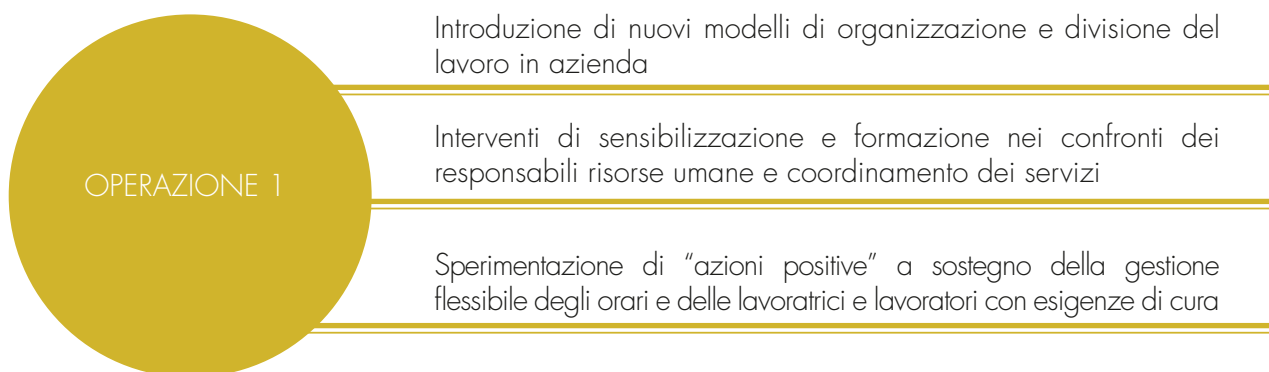 OPERAZIONE 1
Introduzione di nuovi modelli di organizzazione e divisione del
lavoro in azienda
Interventi di sensibilizzazione e formazione nei confronti dei
responsabili risorse umane e coordinamento dei servizi
Sperimentazione di “azioni positive” a sostegno della gestione
flessibile degli orari e delle lavoratrici e lavoratori con esigenze di cura